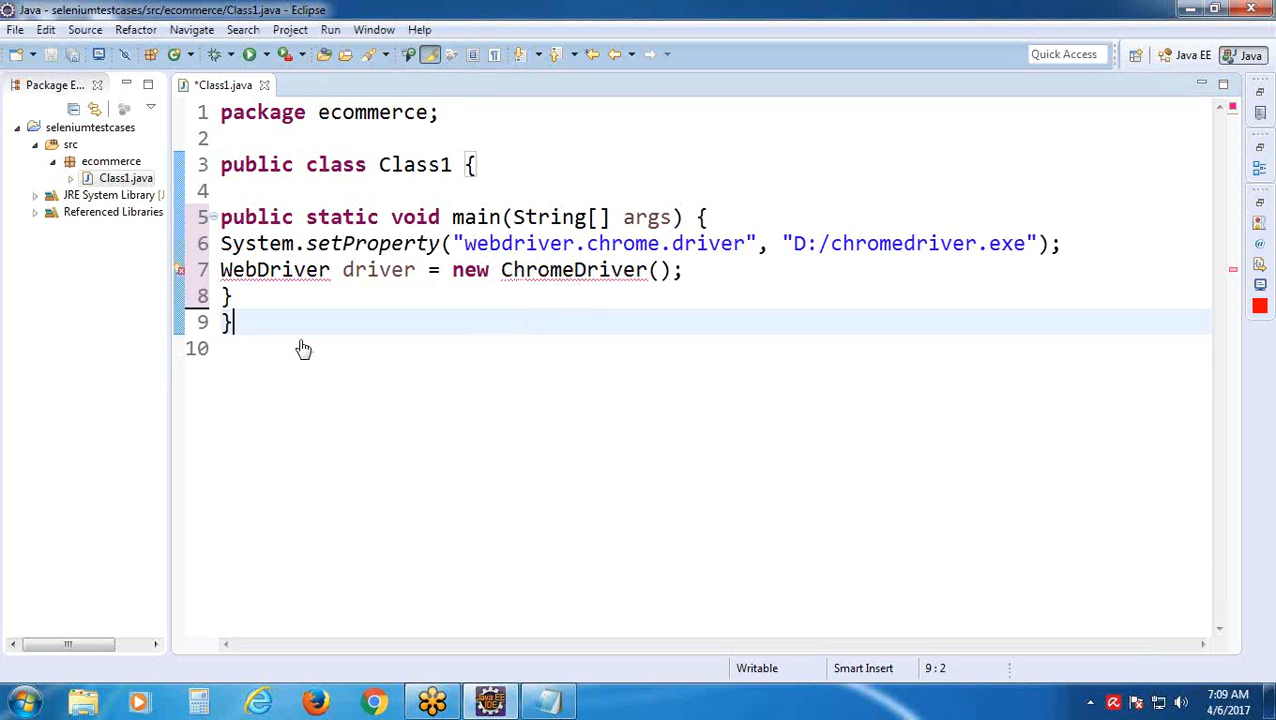 Java - seleniumtestcases/src/ecommerce/Class1.java - Eclipse
File Edit Source Refactor Navigate Search Project Run Window Help
Quick Access
Java EE
Java
Package E...
*Class1.java
seleniumtestcases
src
ecommerce
Class1.java
JRE System Library [J
Referenced Libraries
1 package ecommerce;
2
3 public class Class1 {
4
5 public static void main(String[] args) {
6 System.setProperty("webdriver.chrome.driver", "D:/chromedriver.exe");
7 WebDriver driver = new ChromeDriver();
8 }
9 }
10
Writable Smart Insert 9 : 2
Java EE
IDE
7:09 AM
4/6/2017